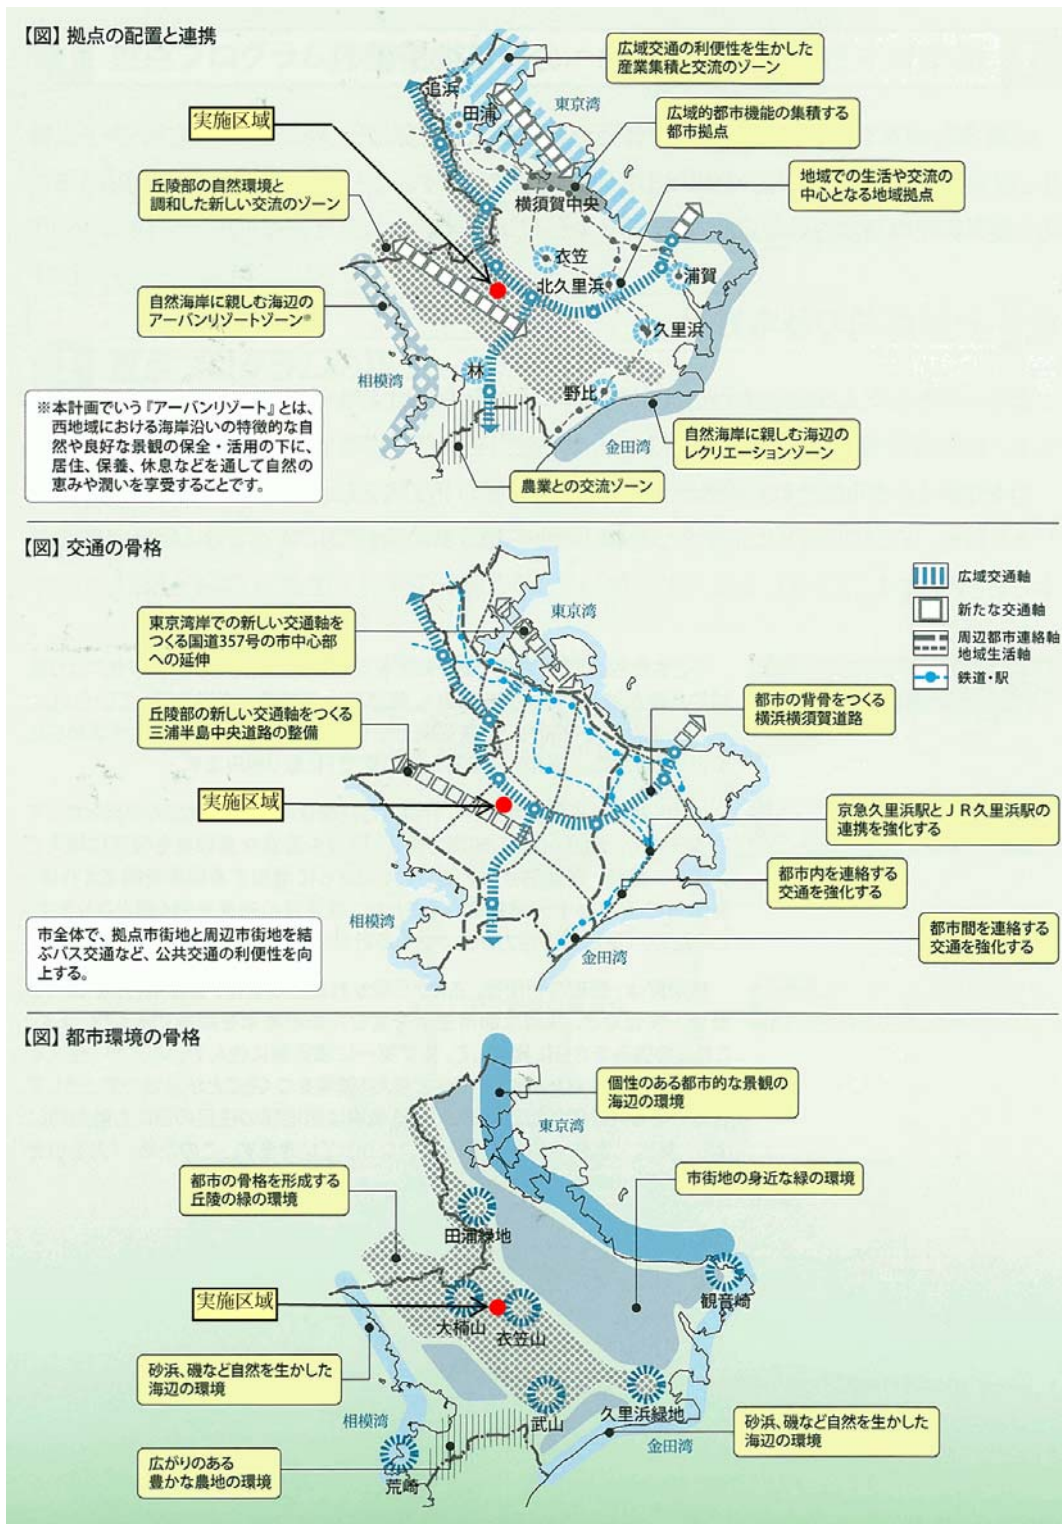 【図】拠点の配置と連携
広域交通の利便性を生かした
産業集積と交流のゾーン
追浜
東京湾
田浦
実施区域
広域的都市機能の集積する
都市拠点
丘陵部の自然環境と
調和した新しい交流のゾーン
地域での生活や交流の
中心となる地域拠点
横須賀中央
衣笠
北久里浜
浦賀
自然海岸に親しむ海辺の
アーバンリゾートゾーン※
久里浜
相模湾
林
野比
※本計画でいう『アーバンリゾート』とは、
西地域における海岸沿いの特徴的な自
然や良好な景観の保全・活用の下に、
居住、保養、休息などを通して自然の
恵みや潤いを享受することです。
金田湾
自然海岸に親しむ海辺の
レクリエーションゾーン
農業との交流ゾーン
【図】交通の骨格
広域交通軸
新たな交通軸
周辺都市連絡軸
地域生活軸
鉄道・駅
東京湾
東京湾岸での新しい交通軸を
つくる国道357号の市中心部
への延伸
丘陵部の新しい交通軸をつくる
三浦半島中央道路の整備
都市の背骨をつくる
横浜横須賀道路
実施区域
京急久里浜駅とJR久里浜駅の
連携を強化する
都市内を連絡する
交通を強化する
相模湾
都市間を連絡する
交通を強化する
金田湾
市全体で、拠点市街地と周辺市街地を結
ぶバス交通など、公共交通の利便性を向
上する。
【図】都市環境の骨格
個性のある都市的な景観の
海辺の環境
東京湾
都市の骨格を形成する
丘陵の緑の環境
市街地の身近な緑の環境
田浦緑地
実施区域
観音崎
大楠山
衣笠山
砂浜、磯など自然を生かした
海辺の環境
武山
久里浜緑地
相模湾
砂浜、磯など自然を生かした
海辺の環境
金田湾
広がりのある
豊かな農地の環境
荒崎